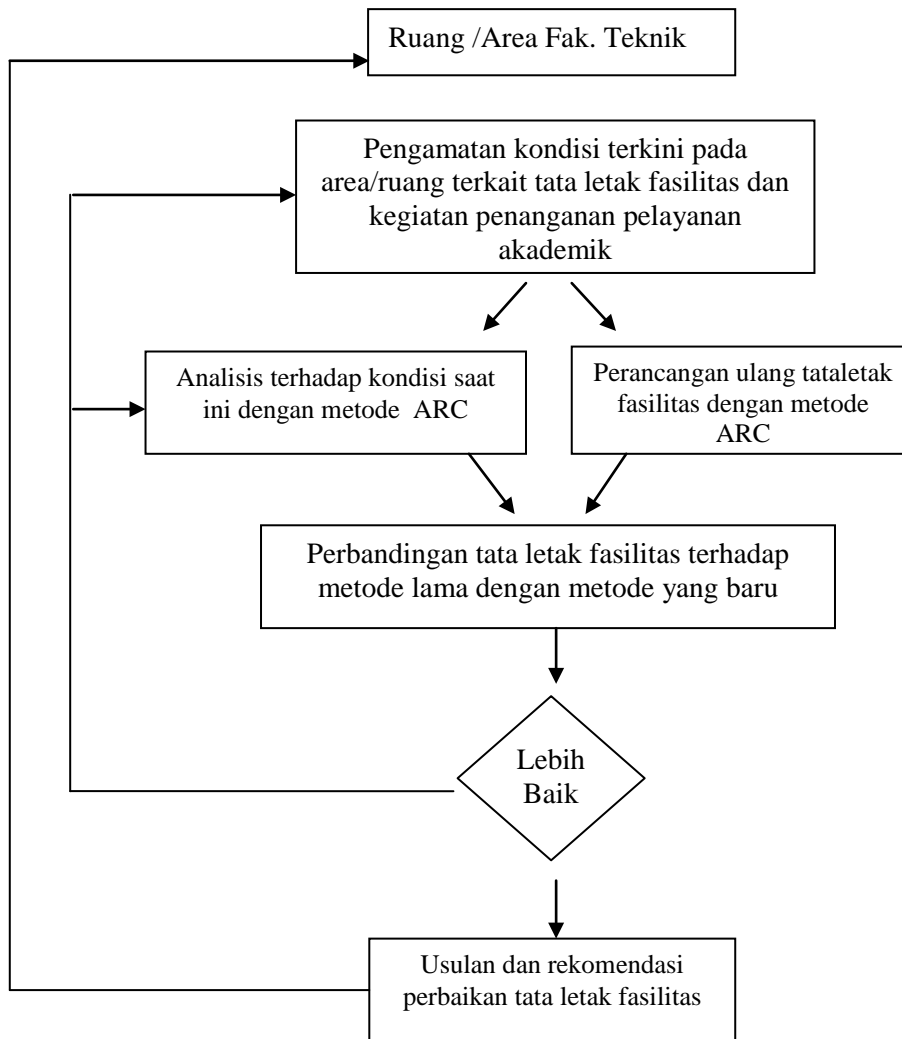 Ruang /Area Fak. Teknik
Pengamatan kondisi terkini pada
area/ruang terkait tata letak fasilitas dan
kegiatan penanganan pelayanan
akademik
Analisis terhadap kondisi saat
ini dengan metode ARC
Perancangan ulang tataletak
fasilitas dengan metode
ARC
Perbandingan tata letak fasilitas terhadap
metode lama dengan metode yang baru
Lebih
Baik
Usulan dan rekomendasi
perbaikan tata letak fasilitas